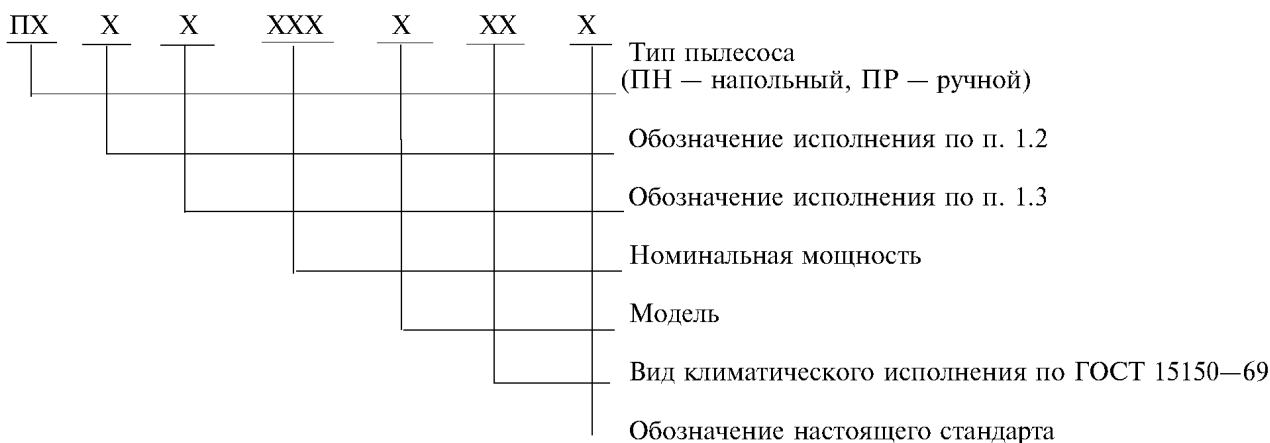 ПХ Х Х ХХХ Х ХХ Х
Тип пылесоса
(ПН — напольный, ПР — ручной)
Обозначение исполнения по п. 1.2
Обозначение исполнения по п. 1.3
Номинальная мощность
Модель
Вид климатического исполнения по ГОСТ 15150—69
Обозначение настоящего стандарта